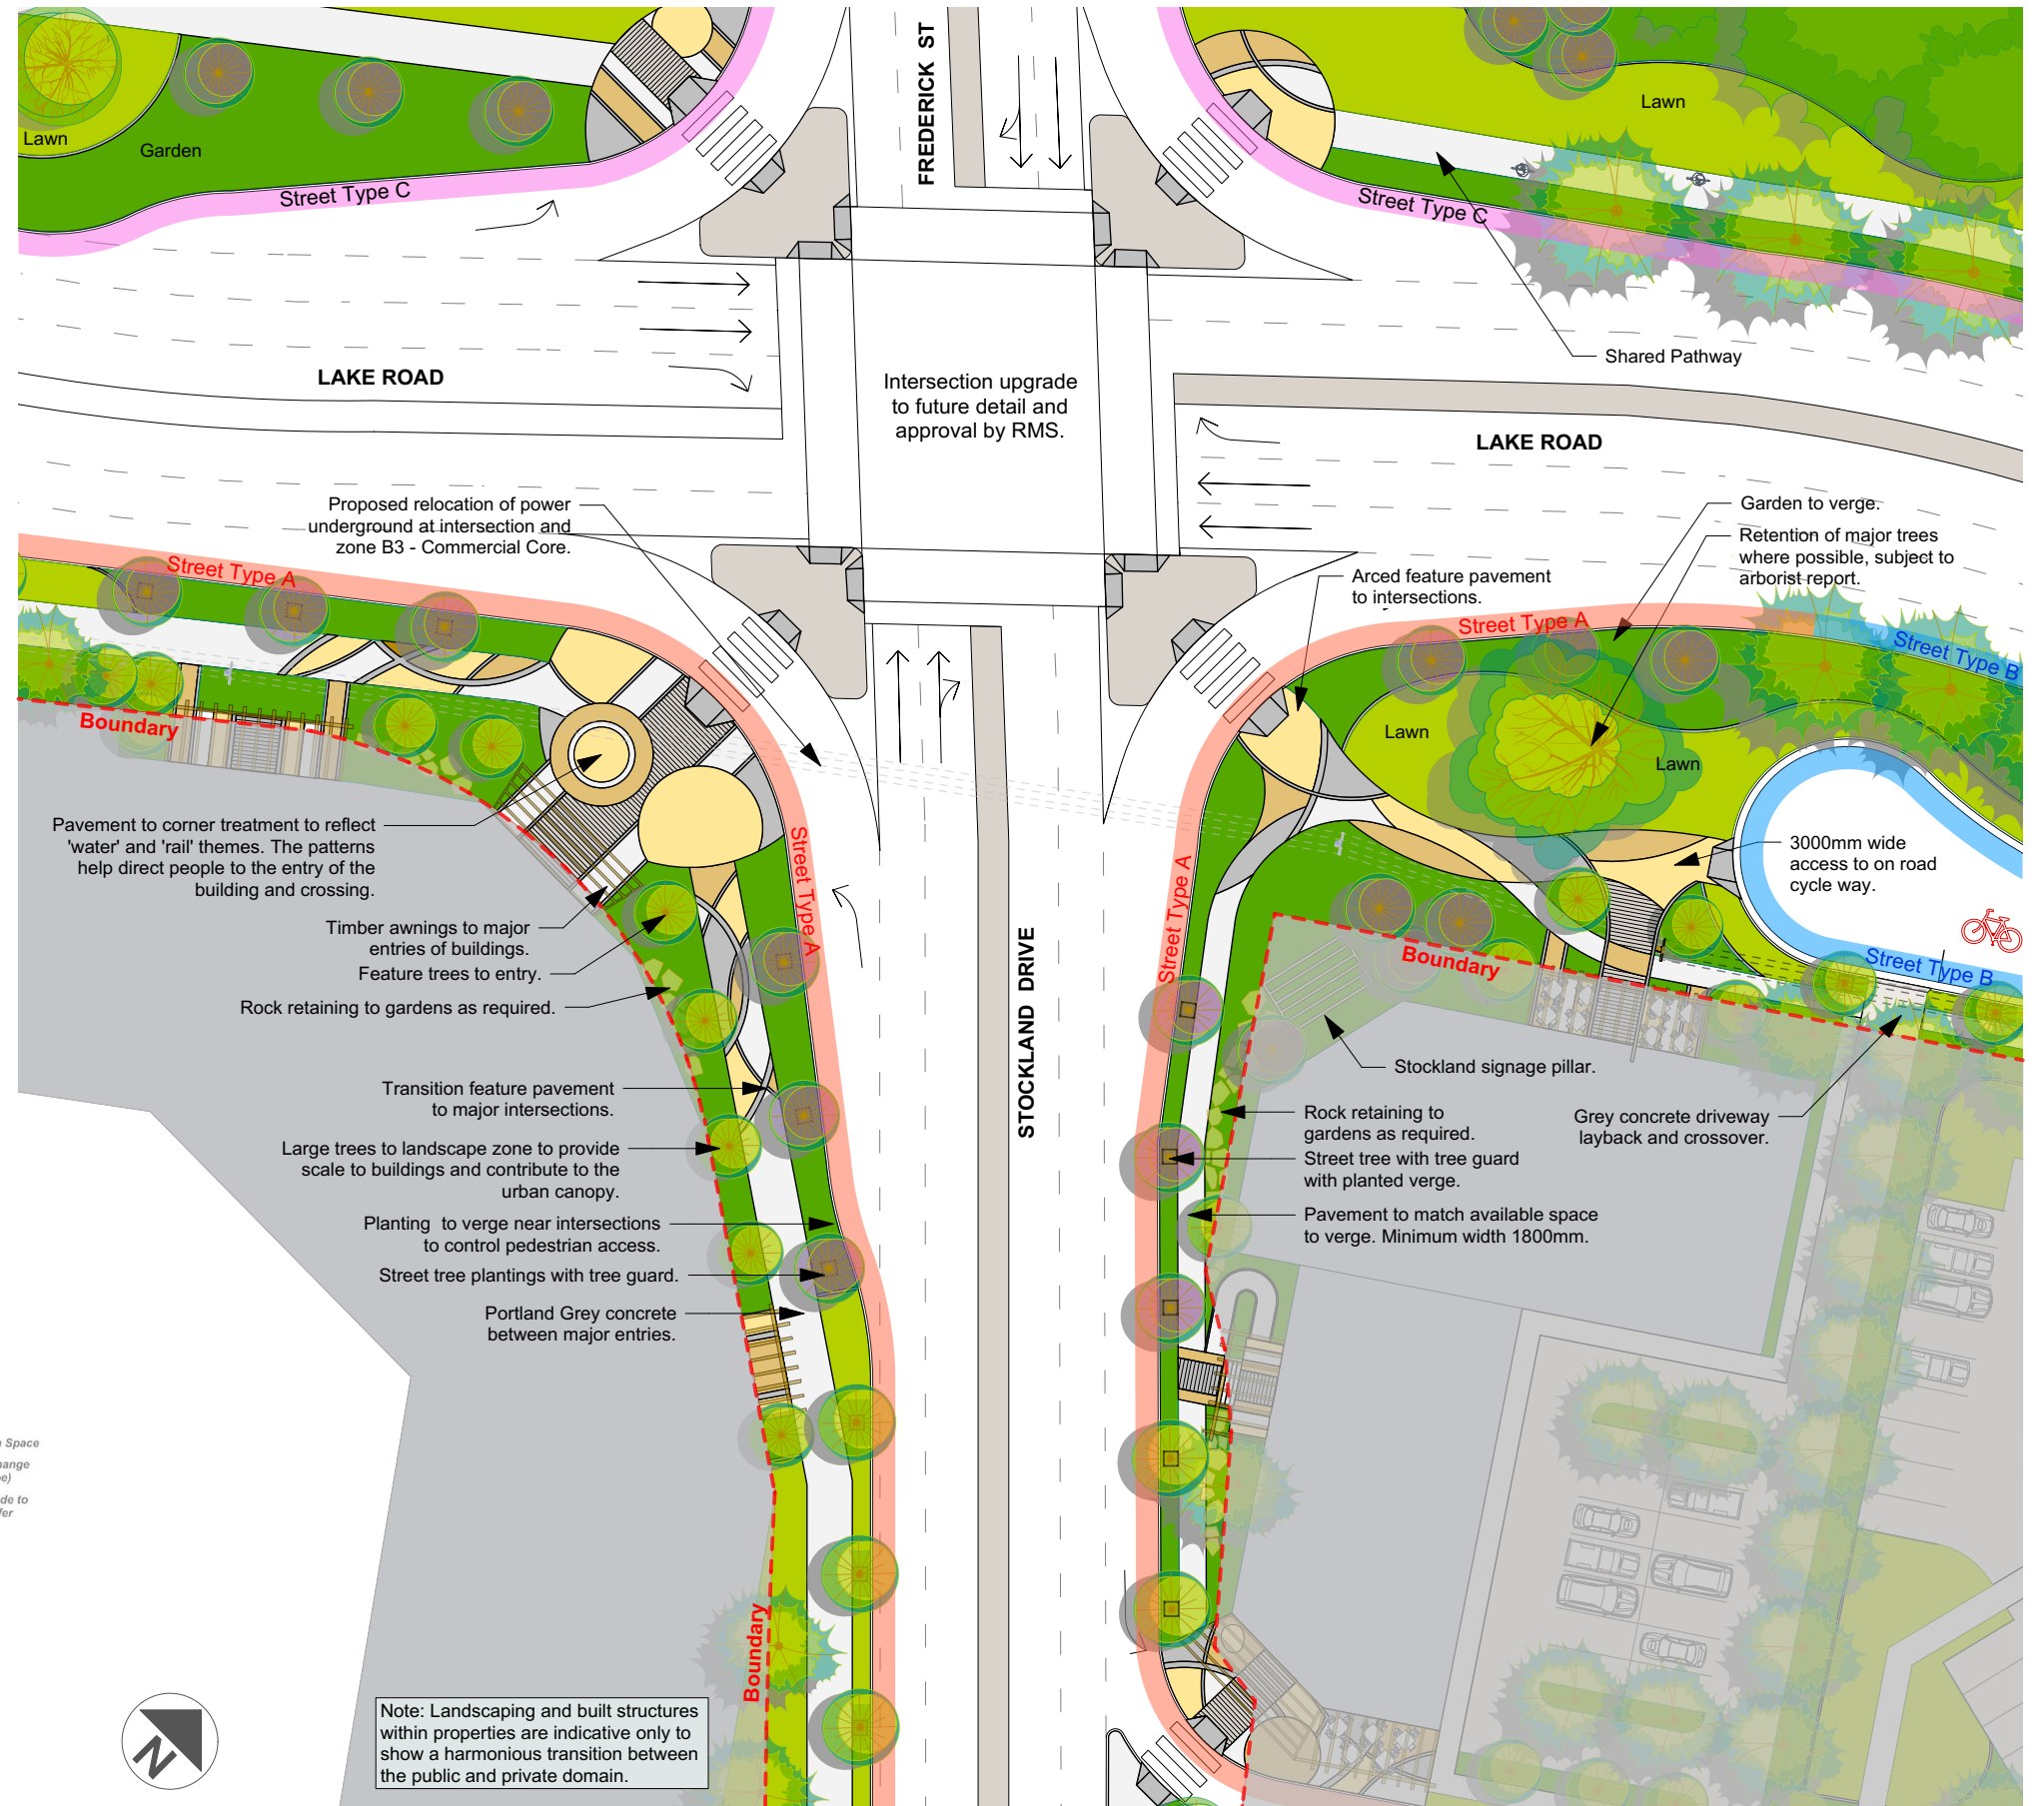 FREDERICK ST
Lawn
Garden
Street Type C
Lawn
Street Type C
Shared Pathway
LAKE ROAD
Intersection upgrade
to future detail and
approval by RMS.
LAKE ROAD
Proposed relocation of power
underground at intersection and
zone B3 - Commercial Core.
Garden to verge.
Retention of major trees
where possible, subject to
arborist report.
Arced feature pavement
to intersections.
Street Type A
Street Type A
Street Type B
Boundary
Lawn
Lawn
Pavement to corner treatment to reflect
'water' and 'rail' themes. The patterns
help direct people to the entry of the
building and crossing.
Street Type A
Street Type A
3000mm wide
access to on road
cycle way.
Timber awnings to major
entries of buildings.
Feature trees to entry.
Rock retaining to gardens as required.
STOCKLAND DRIVE
Boundary
Street Type B
Stockland signage pillar.
Transition feature pavement
to major intersections.
Rock retaining to
gardens as required.
Grey concrete driveway
layback and crossover.
Large trees to landscape zone to provide
scale to buildings and contribute to the
urban canopy.
Street tree with tree guard
with planted verge.
Planting to verge near intersections
to control pedestrian access.
Pavement to match available space
to verge. Minimum width 1800mm.
Street tree plantings with tree guard.
Portland Grey concrete
between major entries.
Space
de to
Boundary
N
Note: Landscaping and built structures
within properties are indicative only to
show a harmonious transition between
the public and private domain.